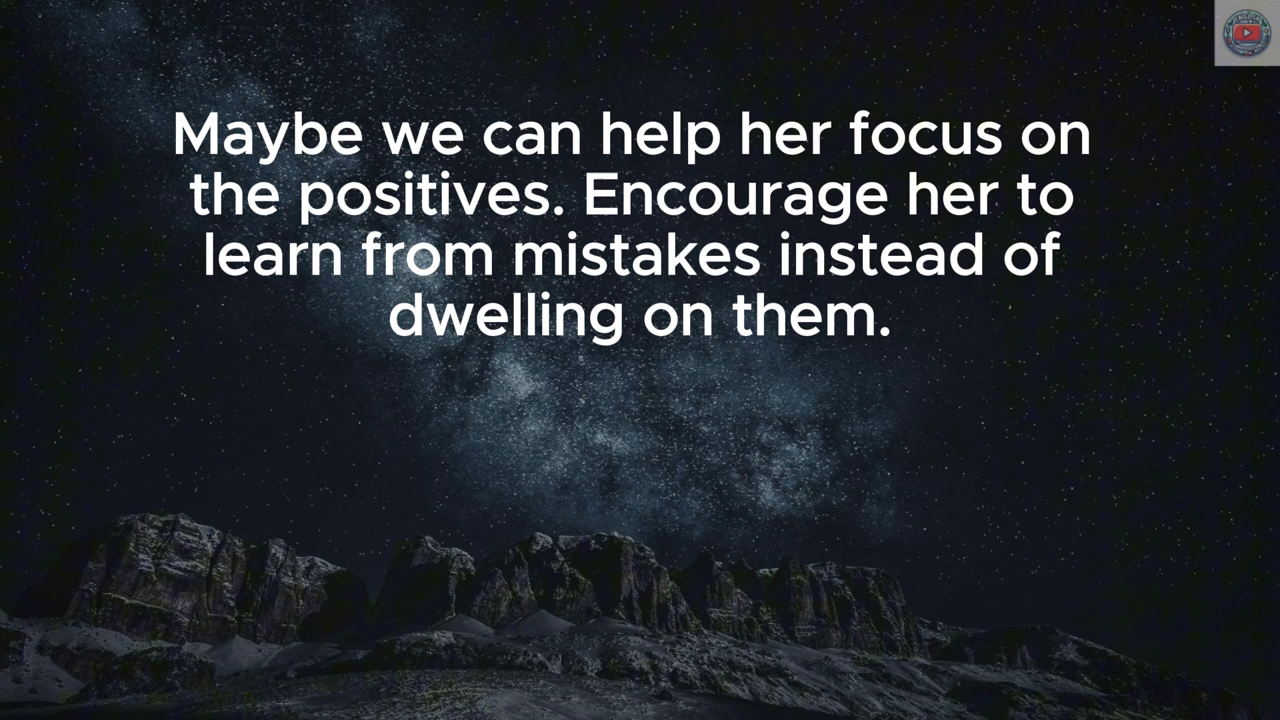 Maybe we can help her focus on
the positives. Encourage her to
learn from mistakes instead of
dwelling on them.